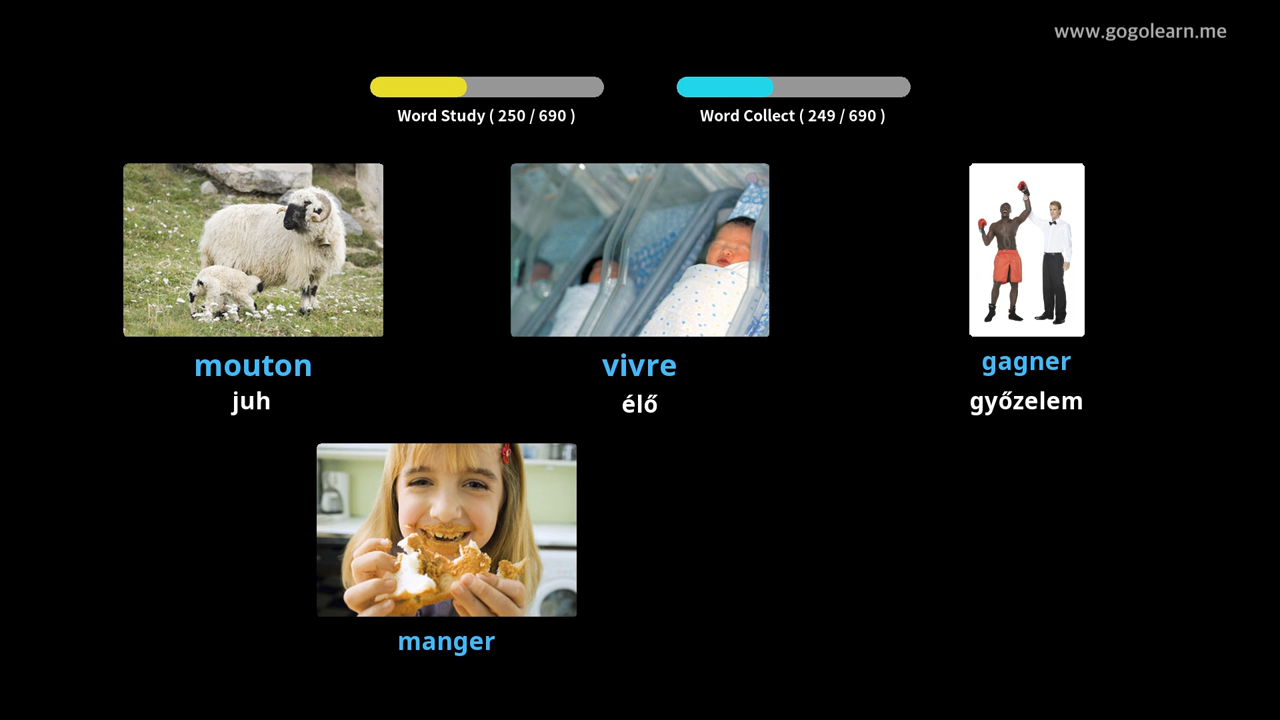 www.gogolearn.me
Word Study ( 250 / 690 )
Word Collect ( 249 / 690 )
mouton
juh
vivre
élő
gagner
győzelem
manger